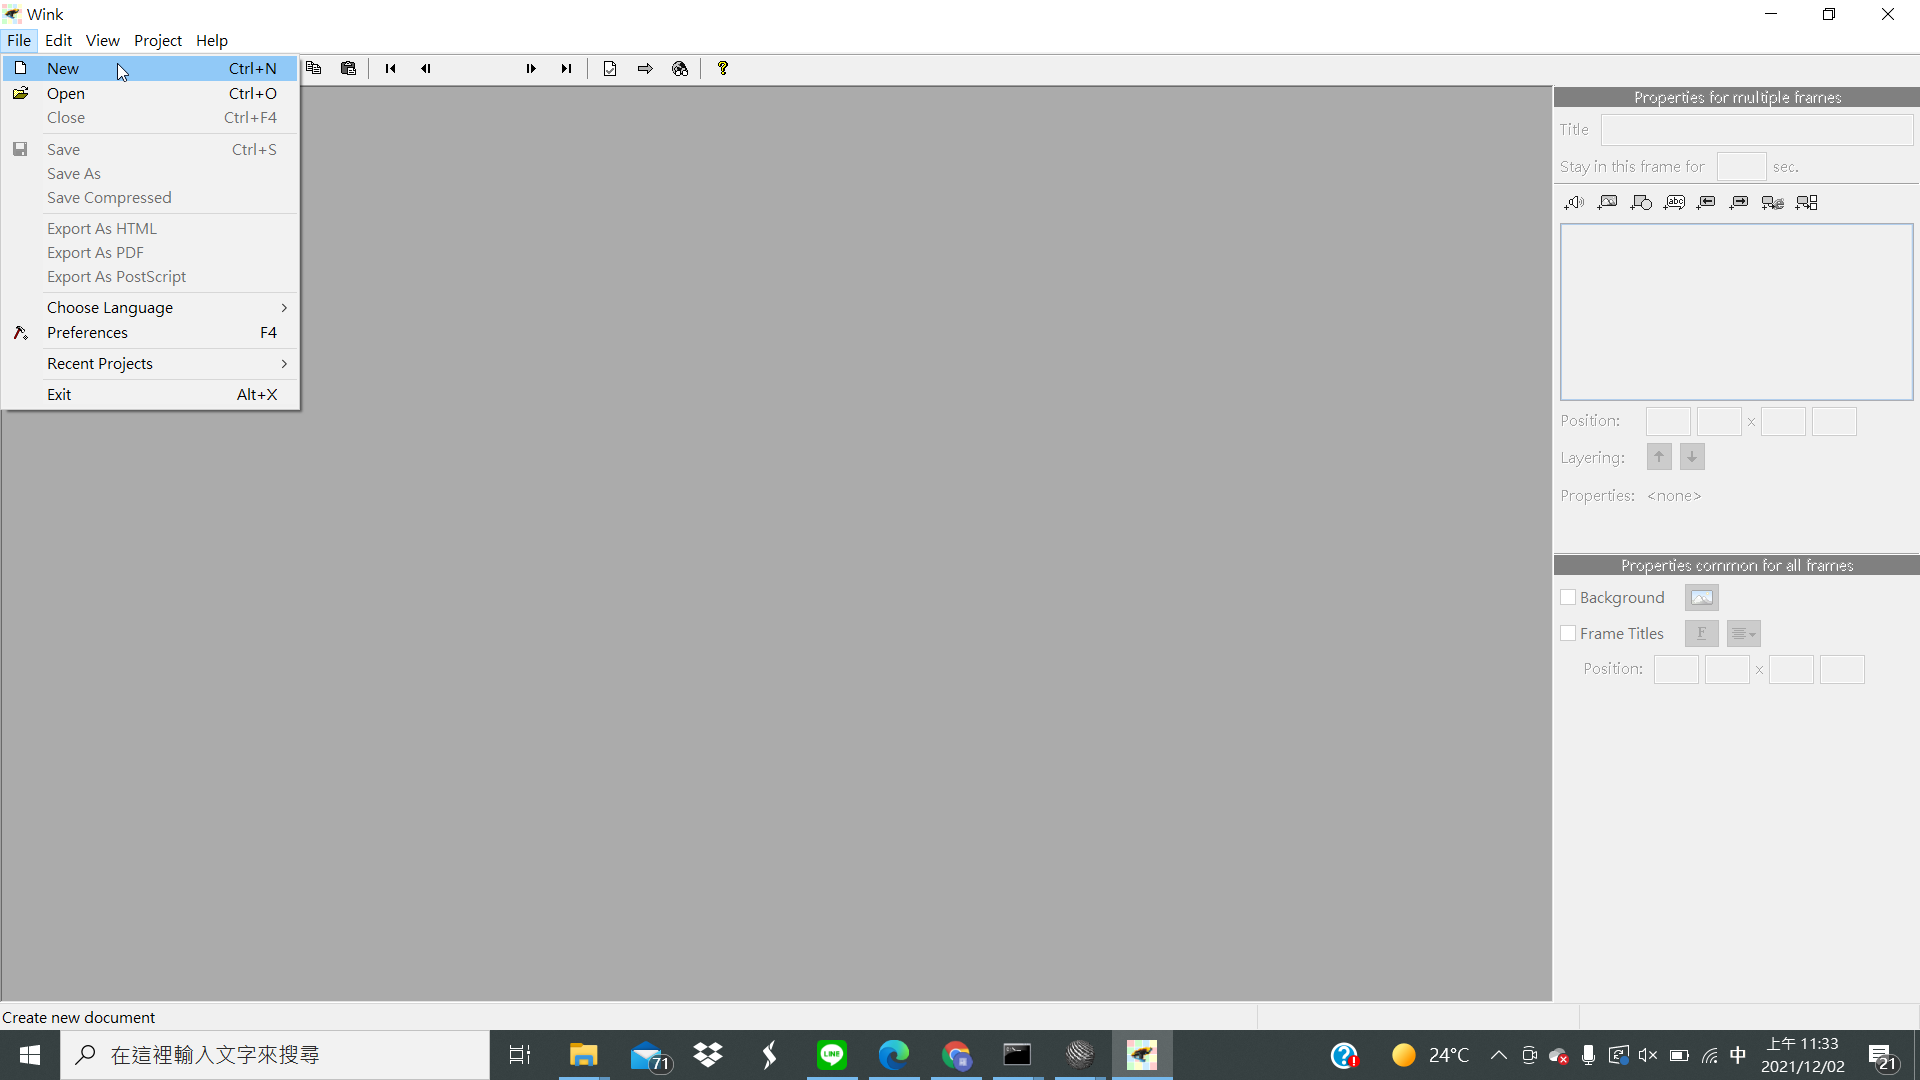 Wink
File Edit View Project Help
New Ctrl+N
Open Ctrl+O
Close Ctrl+F4
Save Ctrl+S
Save As
Save Compressed
Export As HTML
Export As PDF
Export As PostScript
Choose Language
Preferences F4
Recent Projects
Exit Alt+X
Properties for multiple frames
Title
Stay in this frame for sec.
abc
Position: x
Layering:
Properties: <none>
Properties common for all frames
Background
Frame Titles F
Position: x
Create new document
在這裡輸入文字來搜尋
71
LINE
24°C
中
上午 11:33
2021/12/02
21